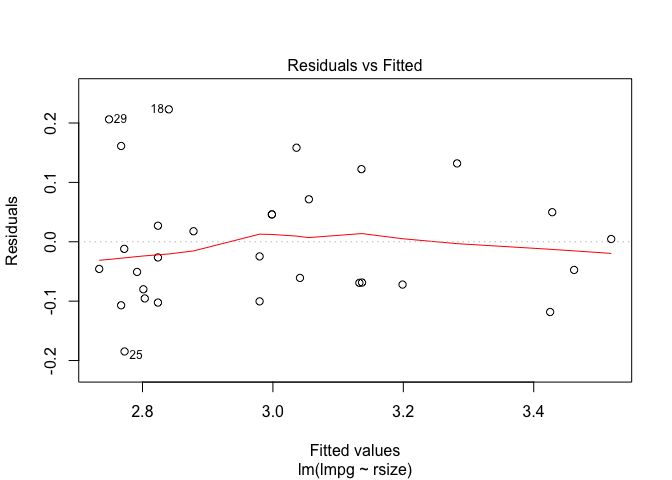 Residuals vs Fitted
0.2
0.1
0.0
-0.1
-0.2
Residuals
29
18
25
2.8 3.0 3.2 3.4
Fitted values
lm(lmpg ~ rsize)